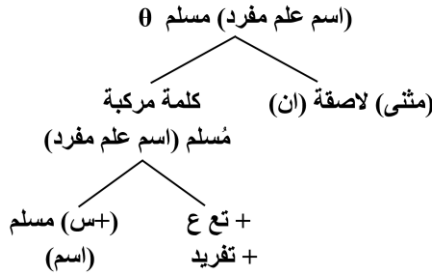 (اسم علم مفرد) مسلم θ
(مثنى) لاصقة (ان)
كلمة مركبة
مُسلم (اسم علم مفرد)
+ تع ع
+ تفريد
(+س) مسلم
(اسم)